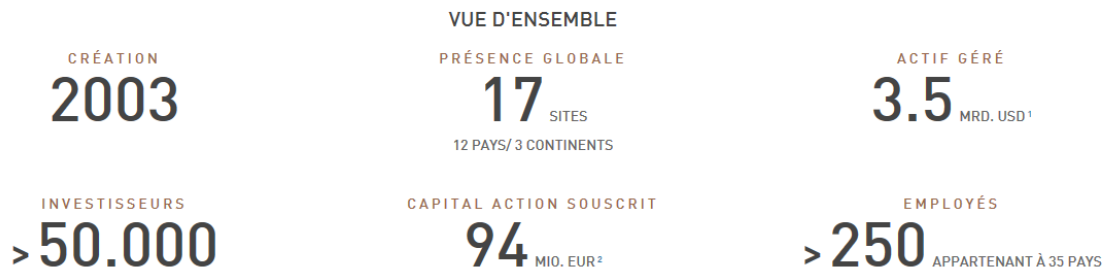 VUE D'ENSEMBLE
CRÉATION
2003
PRÉSENCE GLOBALE
17 SITES
12 PAYS/ 3 CONTINENTS
ACTIF GÉRÉ
3.5 MRD. USD¹
INVESTISSEURS
> 50.000
CAPITAL ACTION SOUSCRIT
94 MIO. EUR²
EMPLOYÉS
> 250 APPARTENANT À 35 PAYS